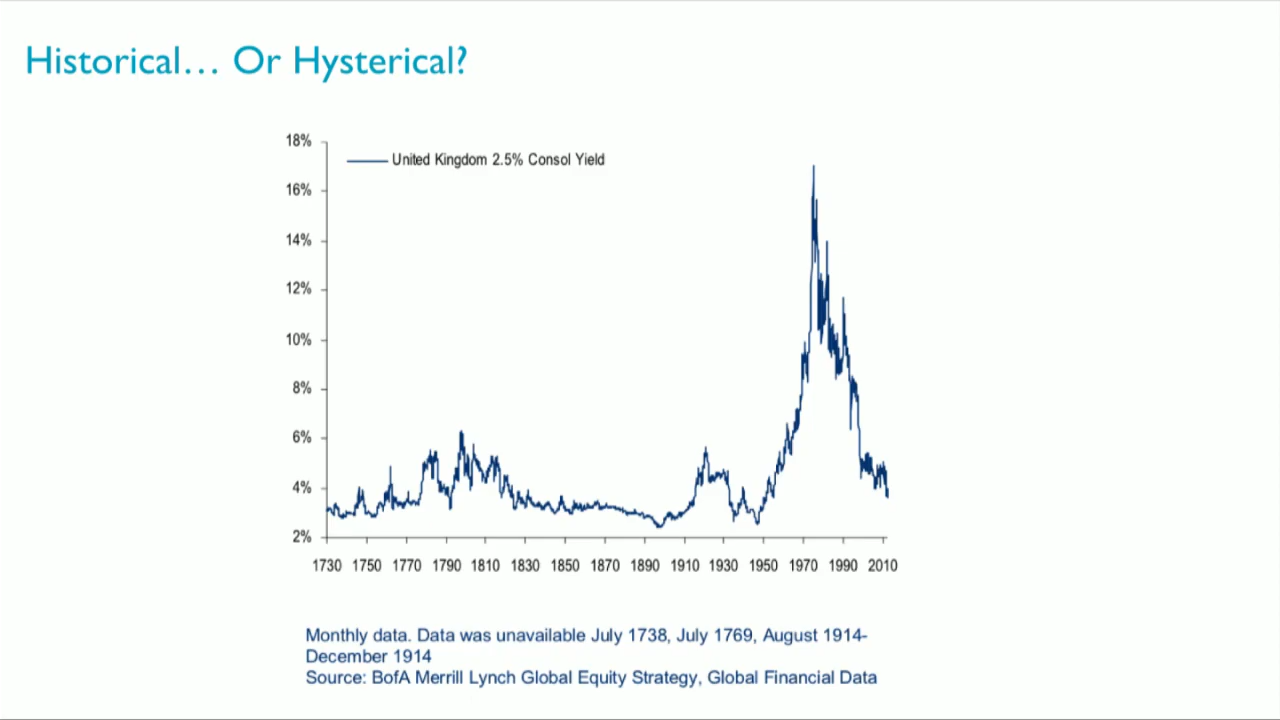 Historical... Or Hysterical?
18%
United Kingdom 2.5% Consol Yield
16%
14%
12%
10%
8%
6%
4%
2%
1730 1750 1770 1790 1810 1830 1850 1870 1890 1910 1930 1950 1970 1990 2010
Monthly data. Data was unavailable July 1738, July 1769, August 1914-
December 1914
Source: BofA Merrill Lynch Global Equity Strategy, Global Financial Data